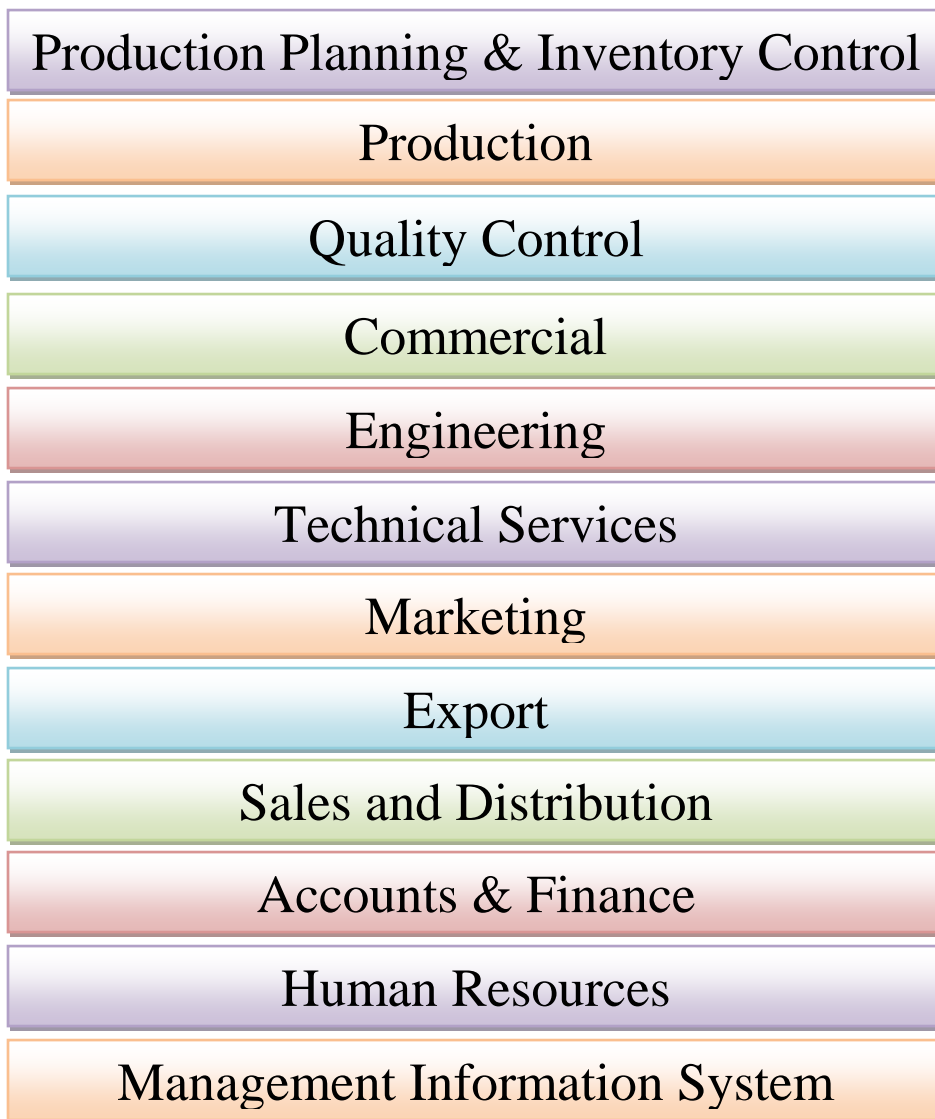 Production Planning & Inventory Control
Production
Quality Control
Commercial
Engineering
Technical Services
Marketing
Export
Sales and Distribution
Accounts & Finance
Human Resources
Management Information System